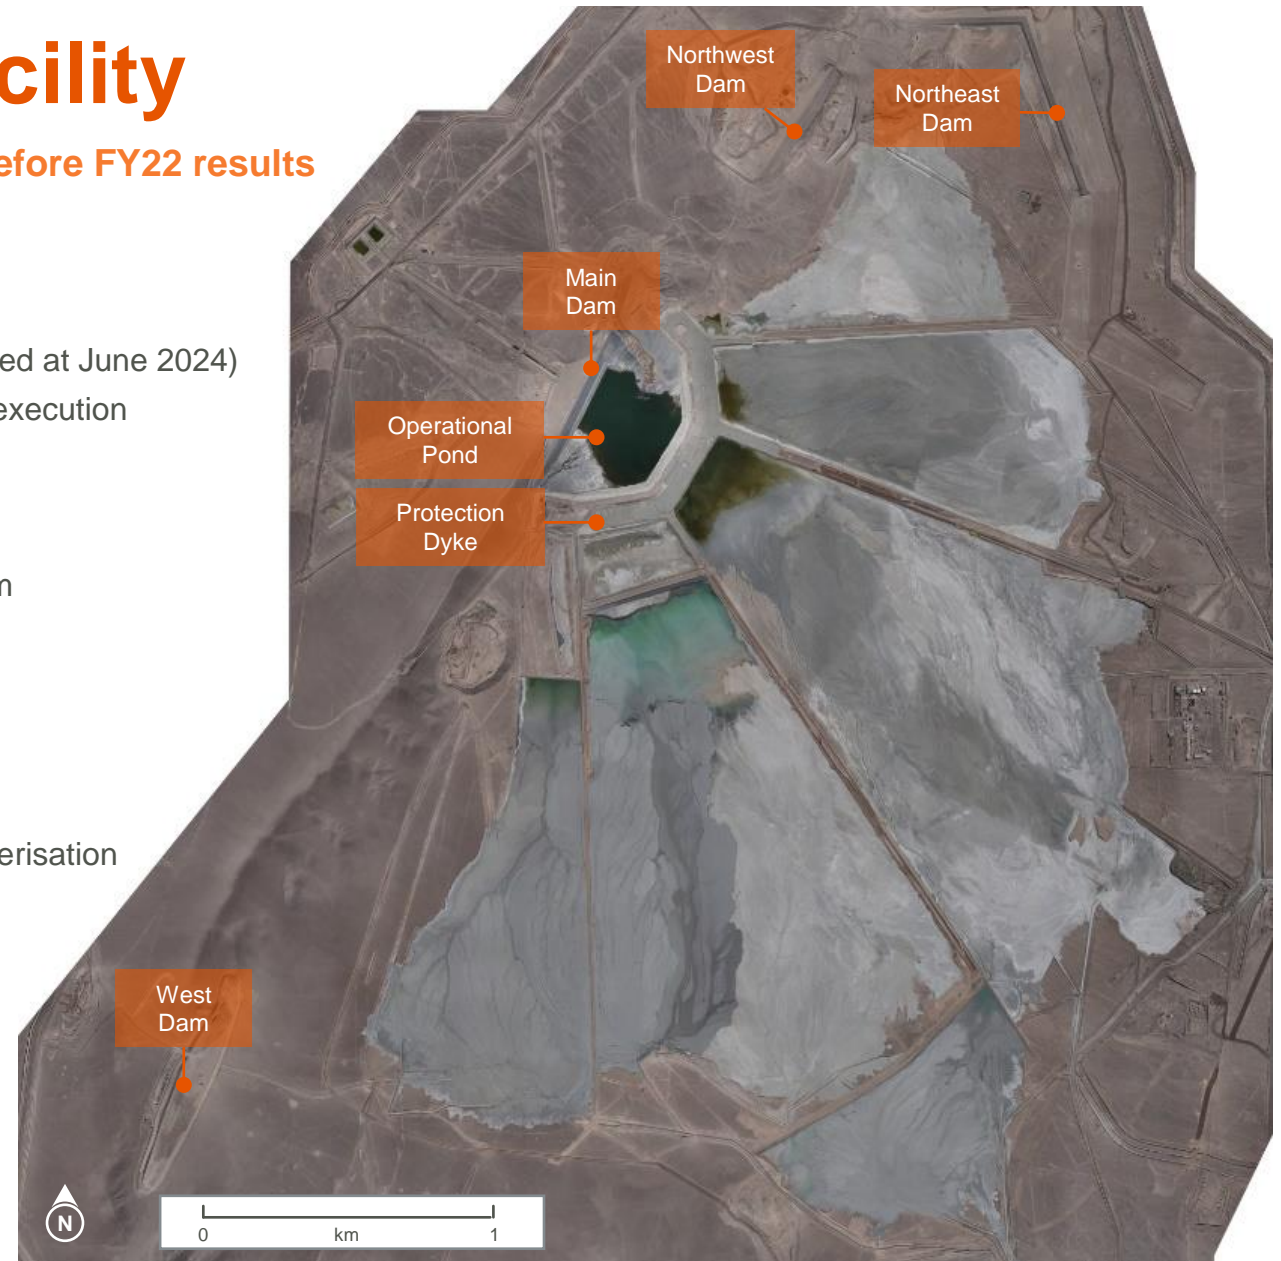 cility
efore FY22 results
ed at June 2024)
execution
m
erisation
Northwest
Dam
Northeast
Dam
Main
Dam
Operational
Pond
Protection
Dyke
West
Dam
N
0 km 1